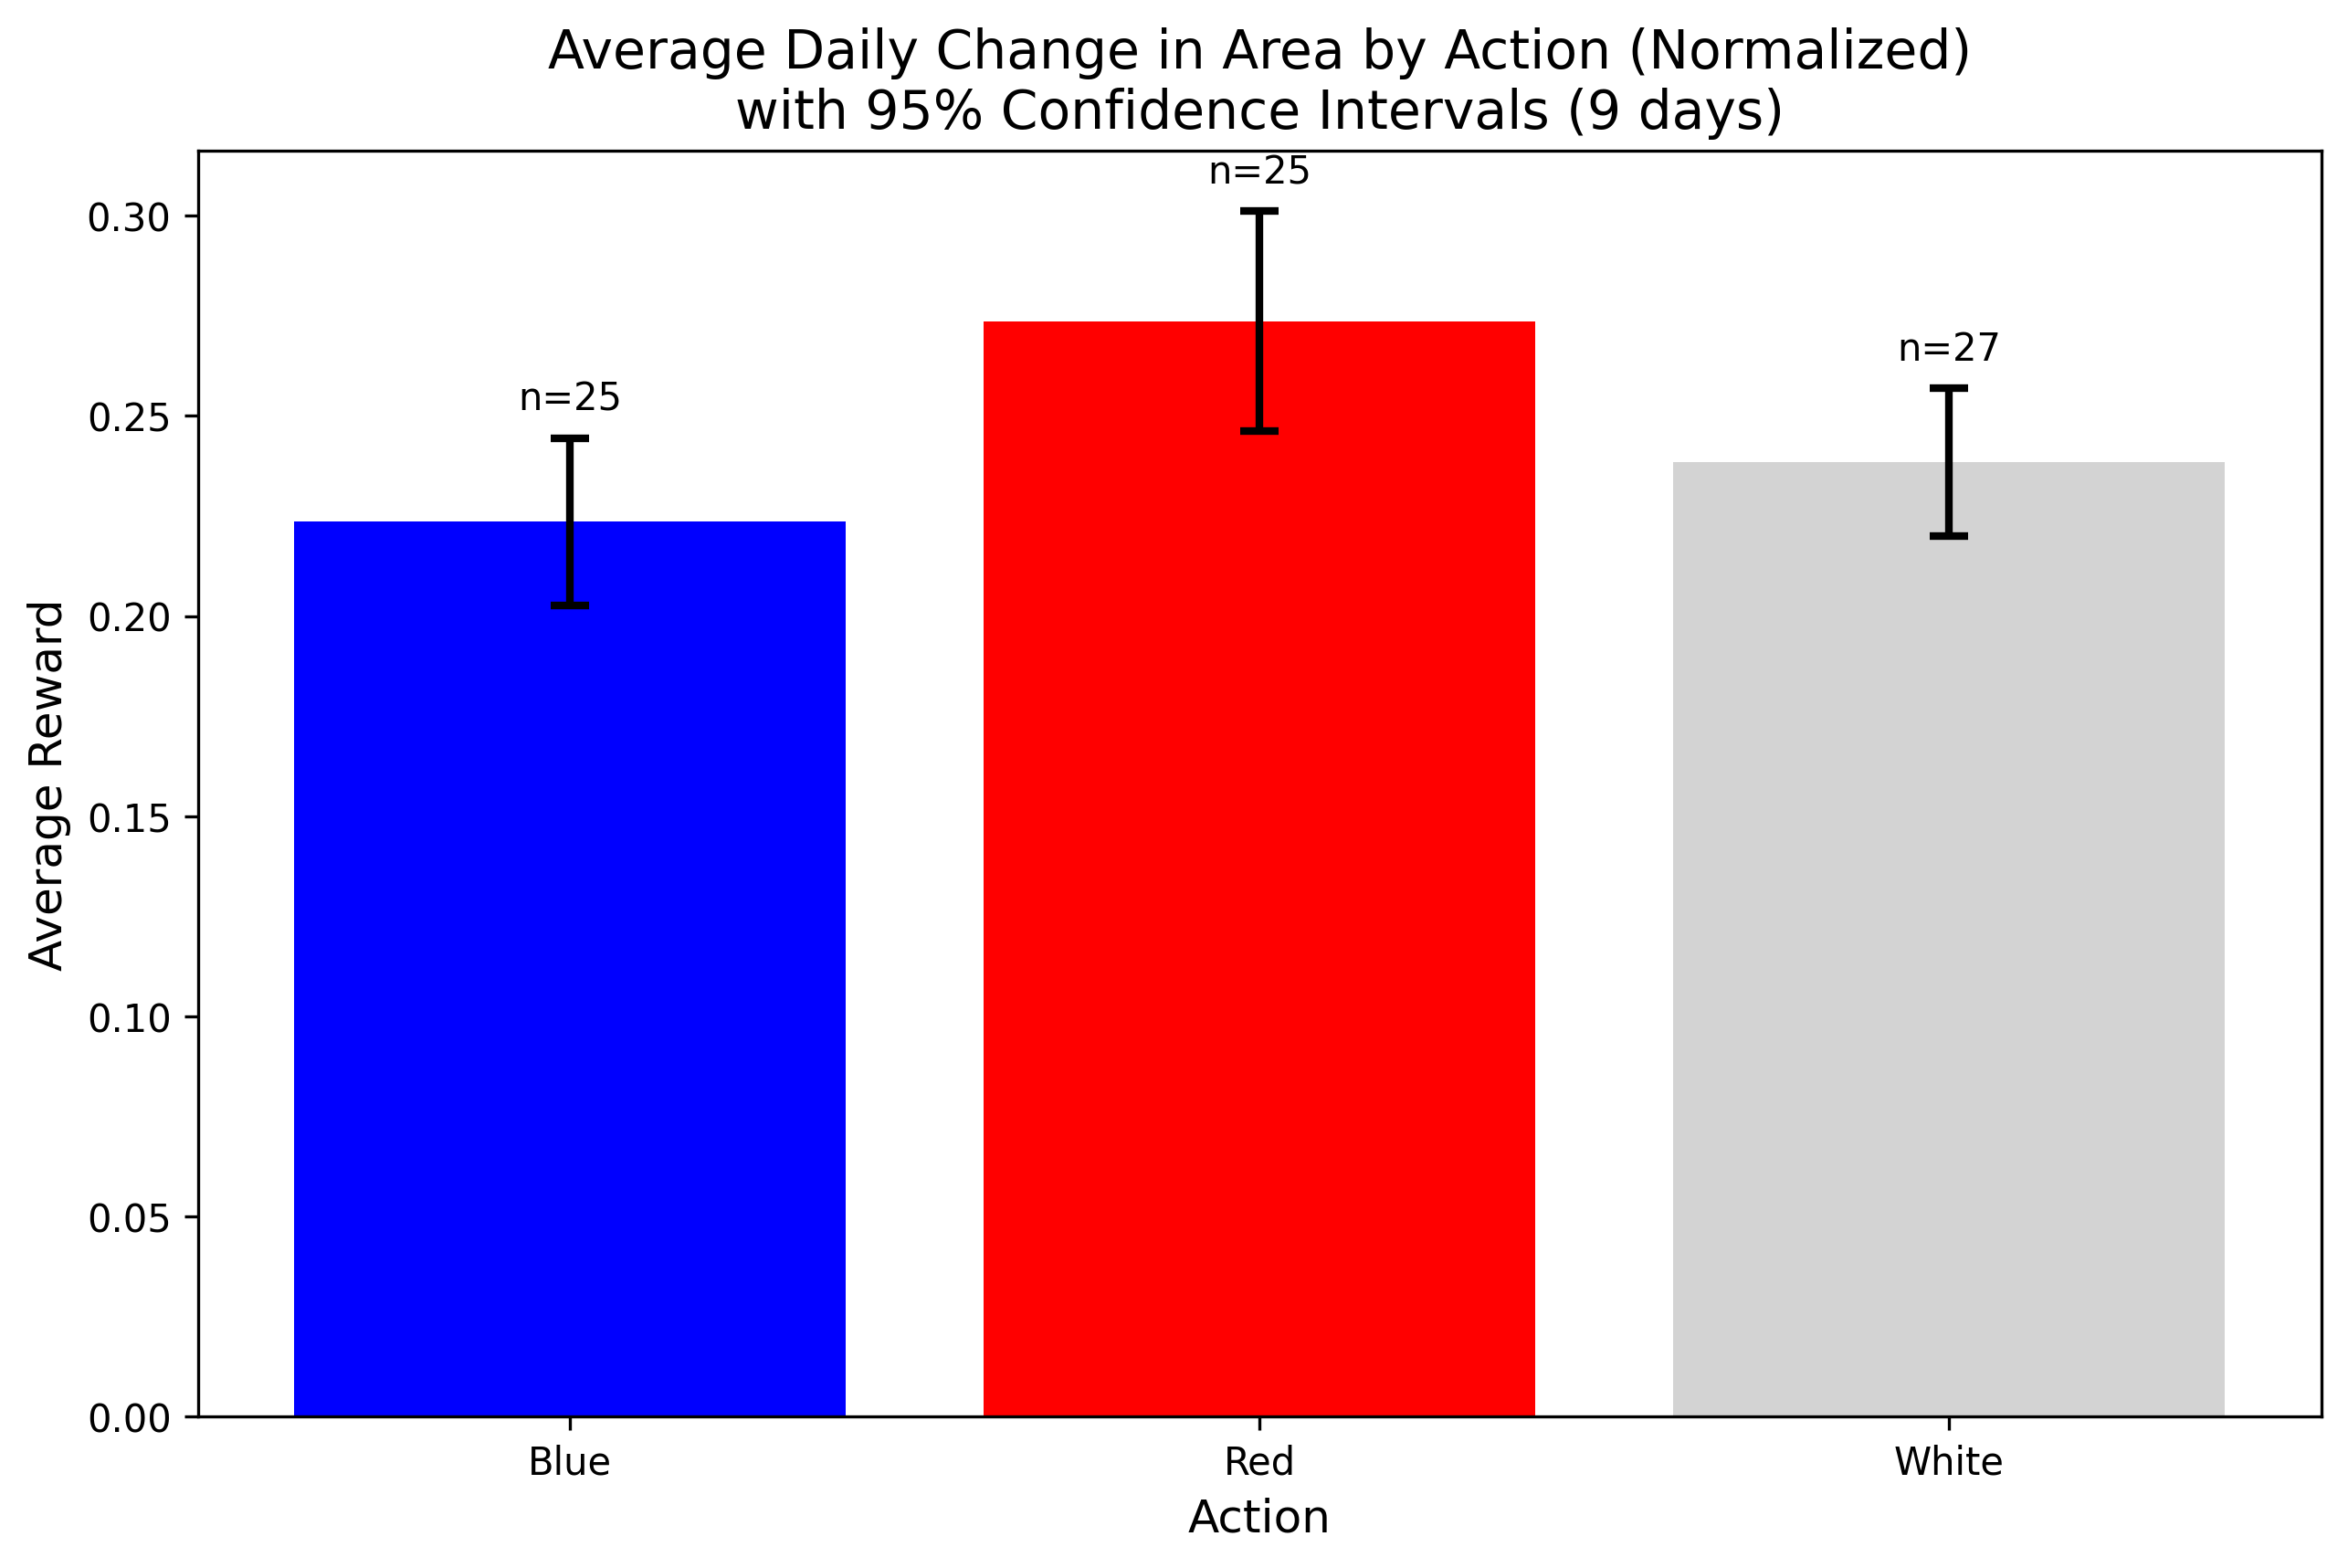 Average Daily Change in Area by Action (Normalized)
with 95% Confidence Intervals (9 days)
n=25
n=25
n=27
0.30
0.25
0.20
0.15
0.10
0.05
0.00
Average Reward
Blue
Red
White
Action